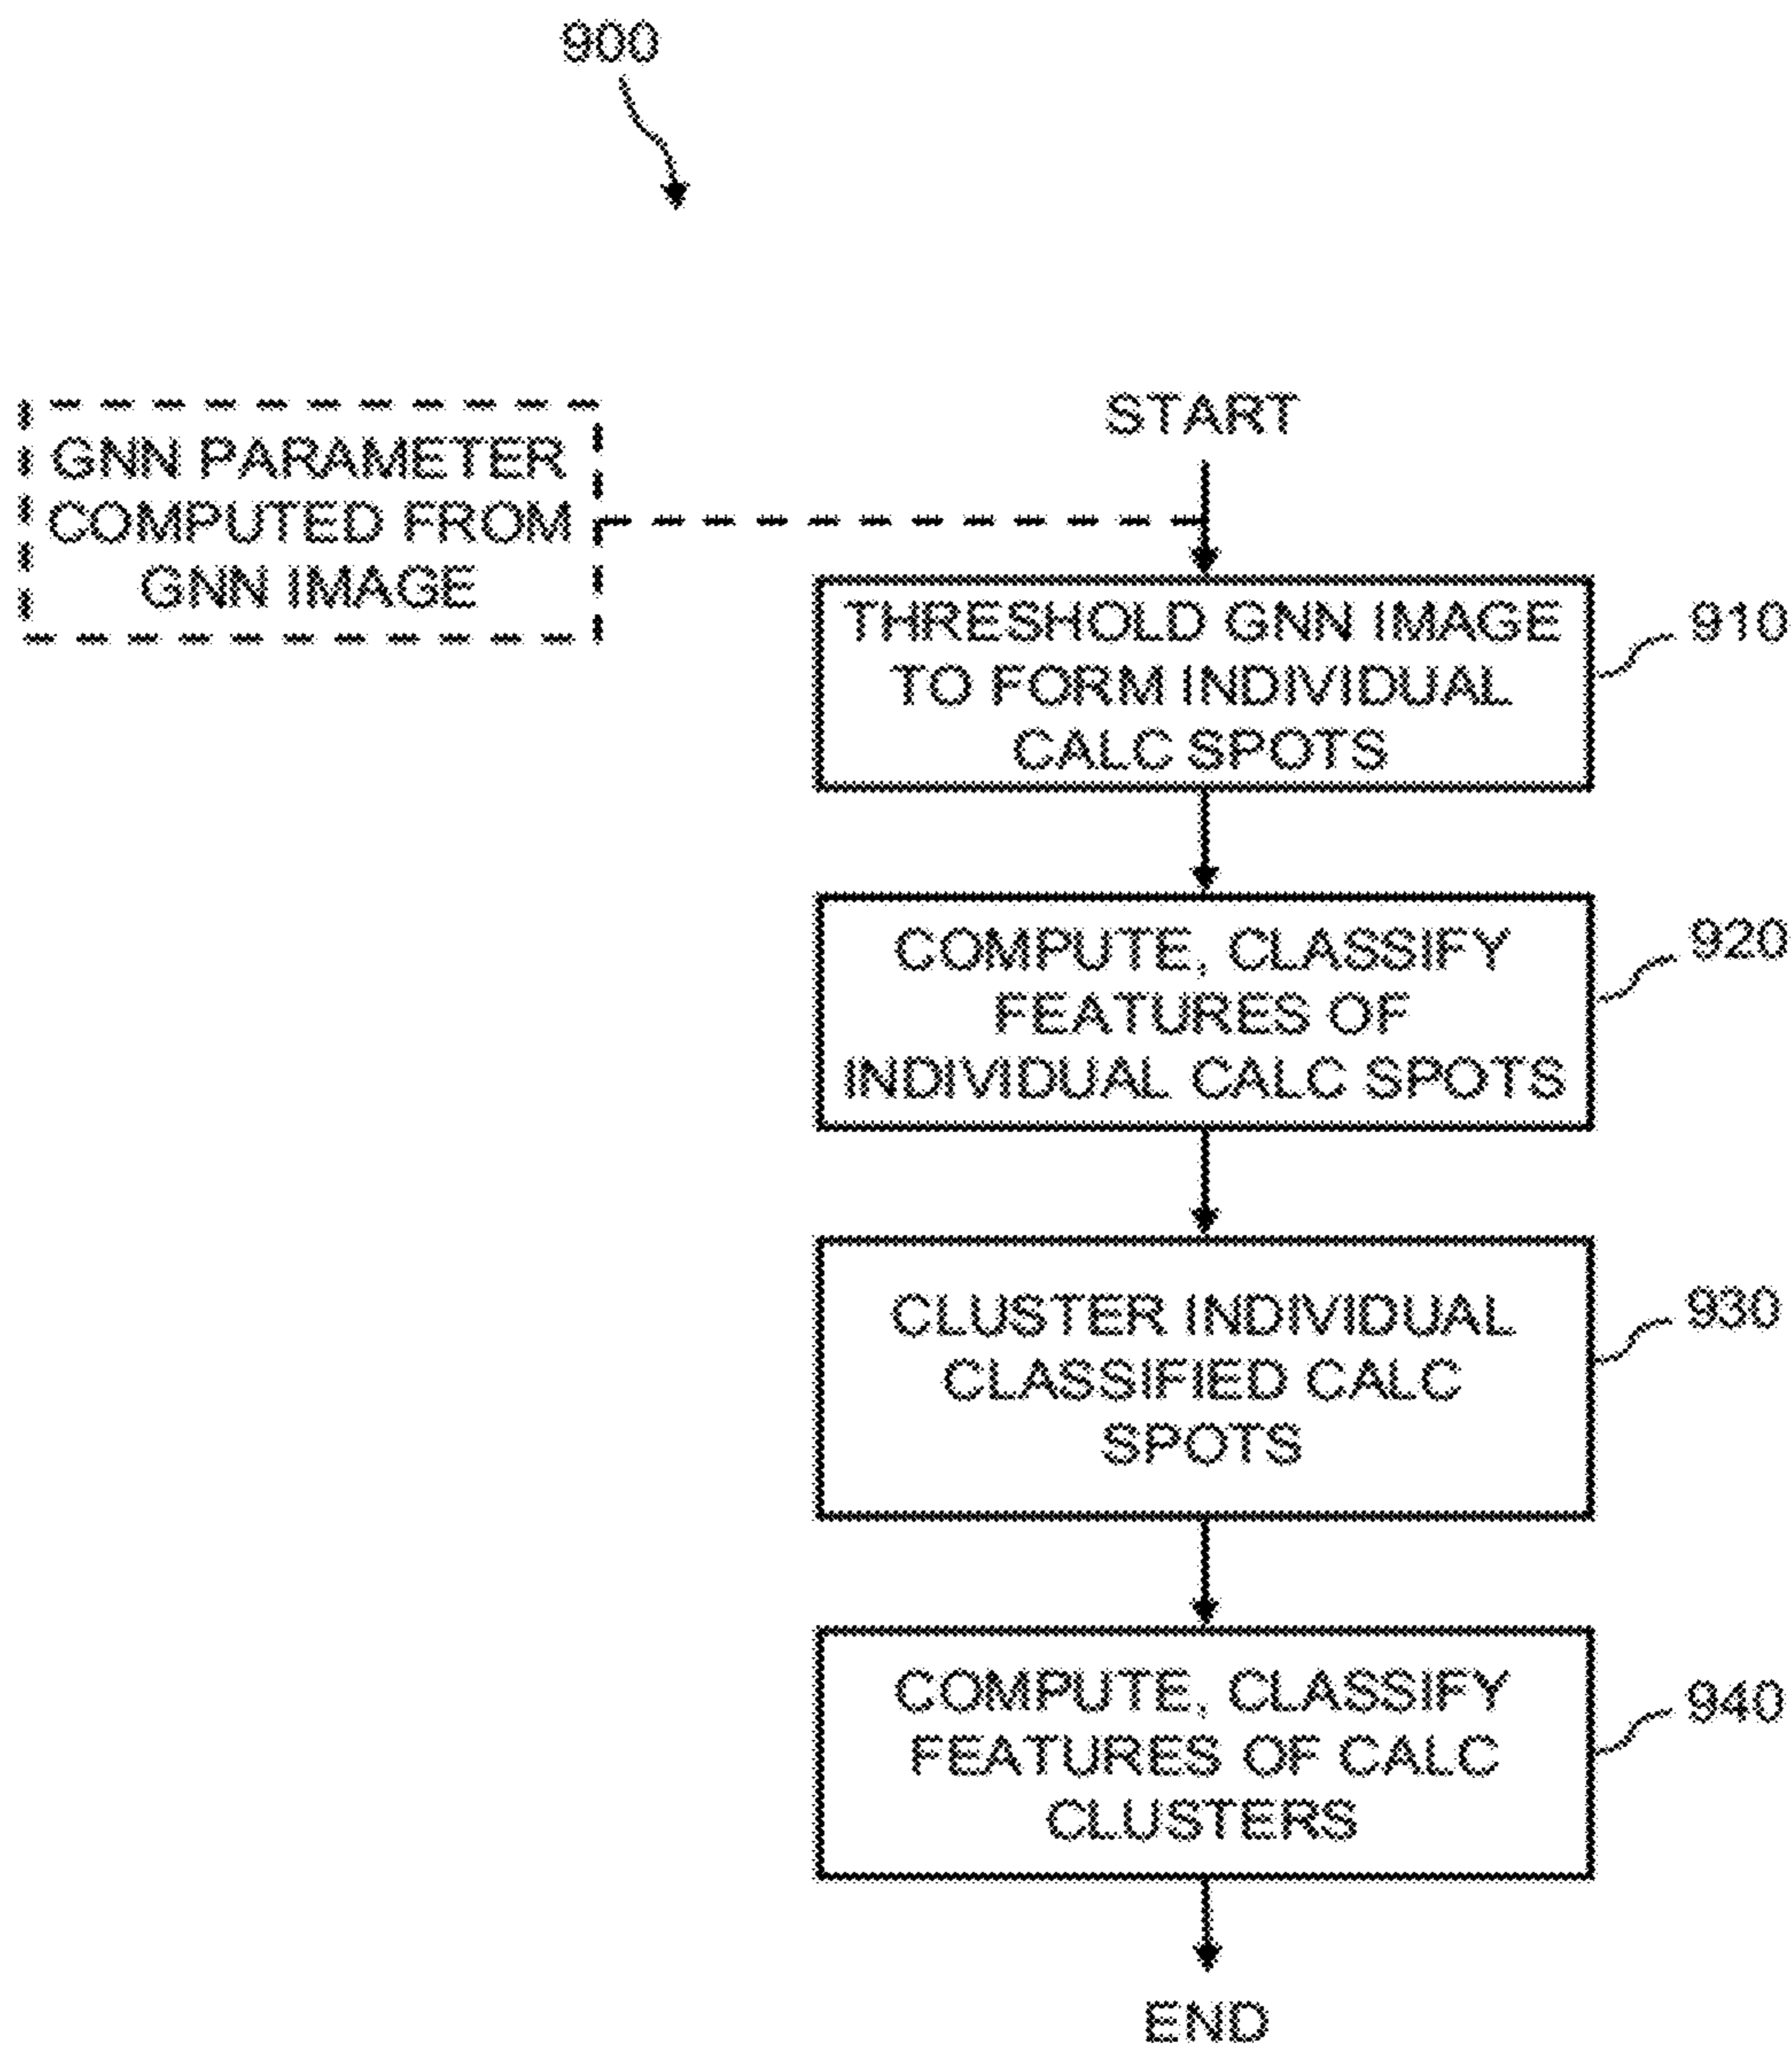 900
START
GNN PARAMETER
COMPUTED FROM
GNN IMAGE
THRESHOLD GNN IMAGE
TO FORM INDIVIDUAL
CALC SPOTS
910
COMPUTE, CLASSIFY
FEATURES OF
INDIVIDUAL CALC SPOTS
920
CLUSTER INDIVIDUAL
CLASSIFIED CALC
SPOTS
930
COMPUTE, CLASSIFY
FEATURES OF CALC
CLUSTERS
940
END